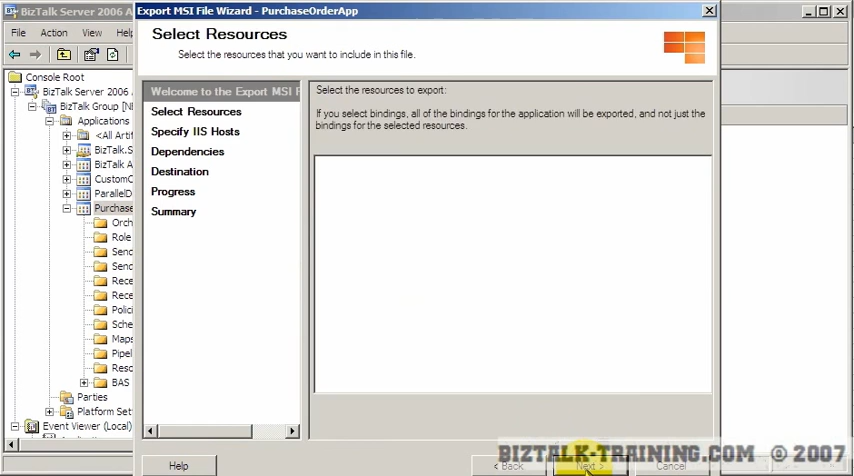 BizTalk Server 2006 A
File Action View Help
Console Root
BizTalk Server 2006
BizTalk Group [N
Applications
<All Artif
BizTalk.S
BizTalk A
CustomC
ParallelD
Purchase
Orch
Role
Send
Send
Rece
Rece
Polici
Sche
Maps
Pipel
Reso
BAS
Parties
Platform Set
Event Viewer (Local)
Export MSI File Wizard - PurchaseOrderApp
Select Resources
Select the resources that you want to include in this file.
Welcome to the Export MSI F
Select Resources
Specify IIS Hosts
Dependencies
Destination
Progress
Summary
Select the resources to export:
If you select bindings, all of the bindings for the application will be exported, and not just the
bindings for the selected resources.
Help
< Back Next > Cancel
BIZTALK-TRAINING.COM © 2007